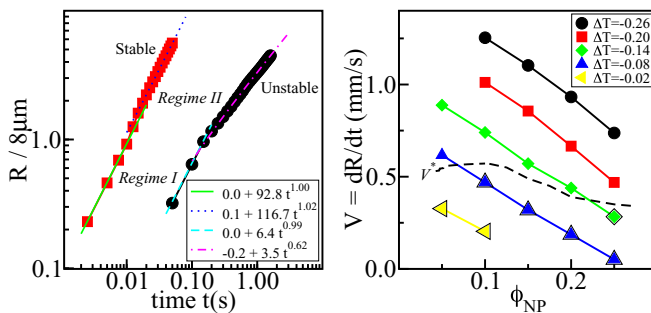 Stable
Regime II
Unstable
Regime I
R / 8μm
1.0
0.1
0.0 + 92.8 t^1.00
0.1 + 116.7 t^1.02
0.0 + 6.4 t^0.99
-0.2 + 3.5 t^0.62
0.01 0.10 1.00
time t(s)
V = dR/dt (mm/s)
ΔT=-0.26
ΔT=-0.20
ΔT=-0.14
ΔT=-0.08
ΔT=-0.02
1.0
0.5
0.0
V*
0.1 0.2
ϕNP